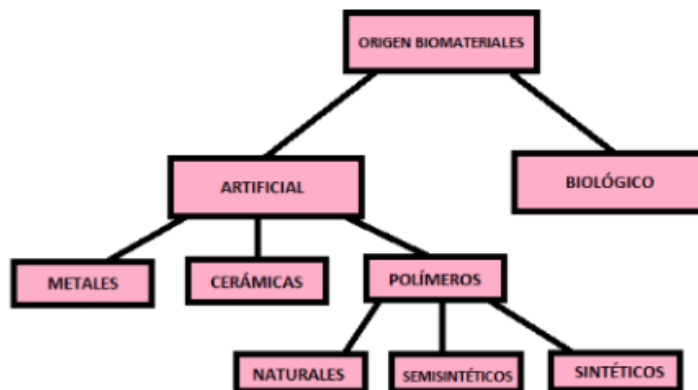 ORIGEN BIOMATERIALES
ARTIFICIAL
BIOLÓGICO
METALES
CERÁMICAS
POLÍMEROS
NATURALES
SEMISINTÉTICOS
SINTÉTICOS